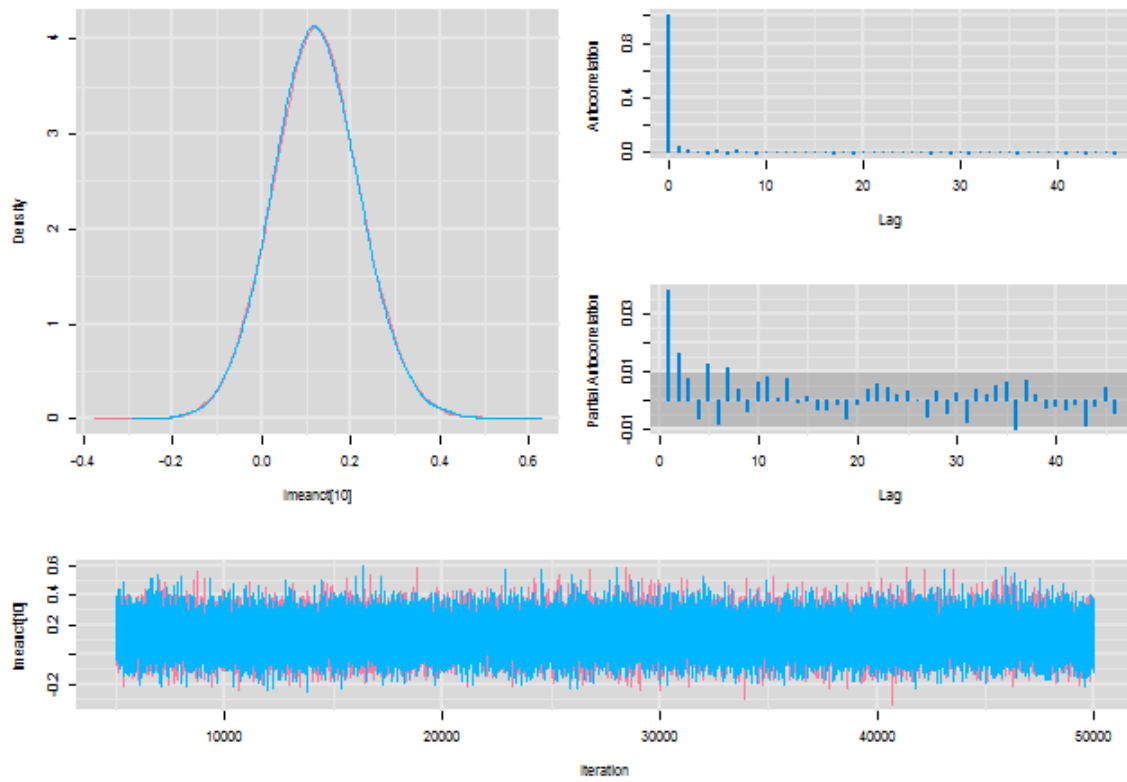 Density
0 1 2 3 4
-0.4 -0.2 0.0 0.2 0.4 0.6
lmeanct[10]
Autocorrelation
0.0 0.4 0.8
0 10 20 30 40
Lag
Partial Autocorrelation
-0.01 0.01 0.03
0 10 20 30 40
Lag
lmeanct[10]
-0.2 0.2 0.4 0.6
10000 20000 30000 40000 50000
Iteration